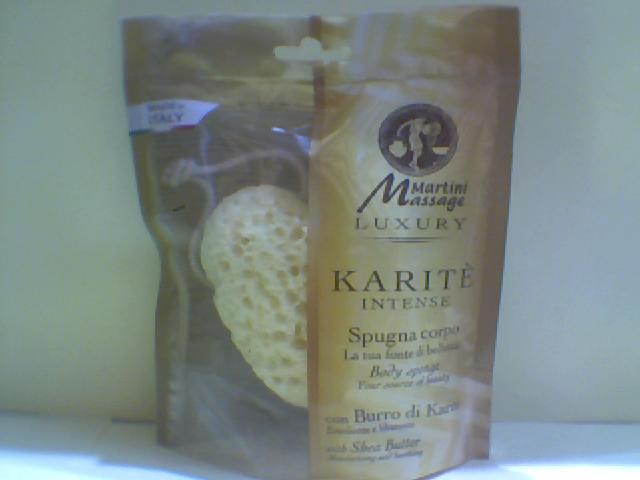 MADE IN
ITALY
Martini
Massage
LUXURY
KARITÈ
INTENSE
Spugna corpo
La tua fonte di bellezza
Body sponge
Your source of beauty
con Burro di Karitè
Emolliente e
with Shea Butter
Moisturizing and Soothing